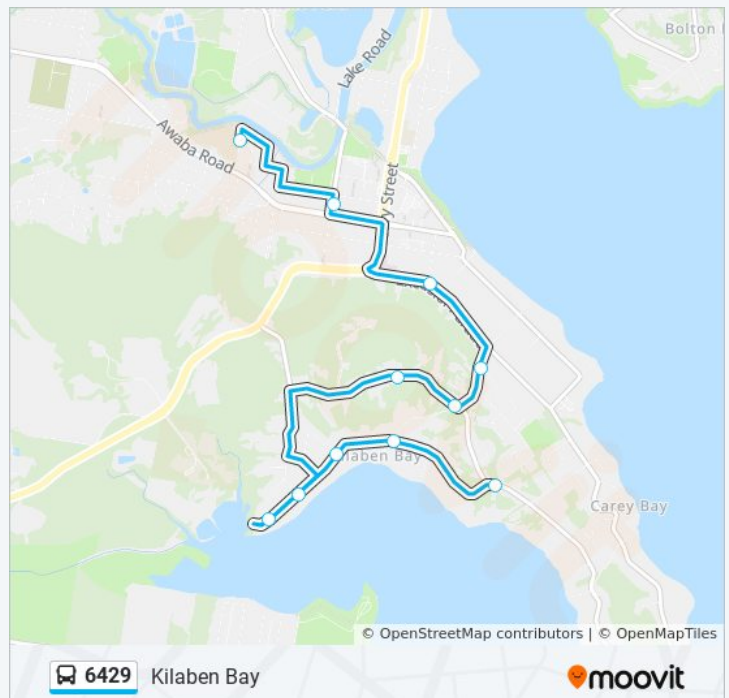 Bolton
Lake Road
Awaba Road
y Street
Kilaben Bay
Carey Bay
© OpenStreetMap contributors | © OpenMapTiles
6429 Kilaben Bay
moovit